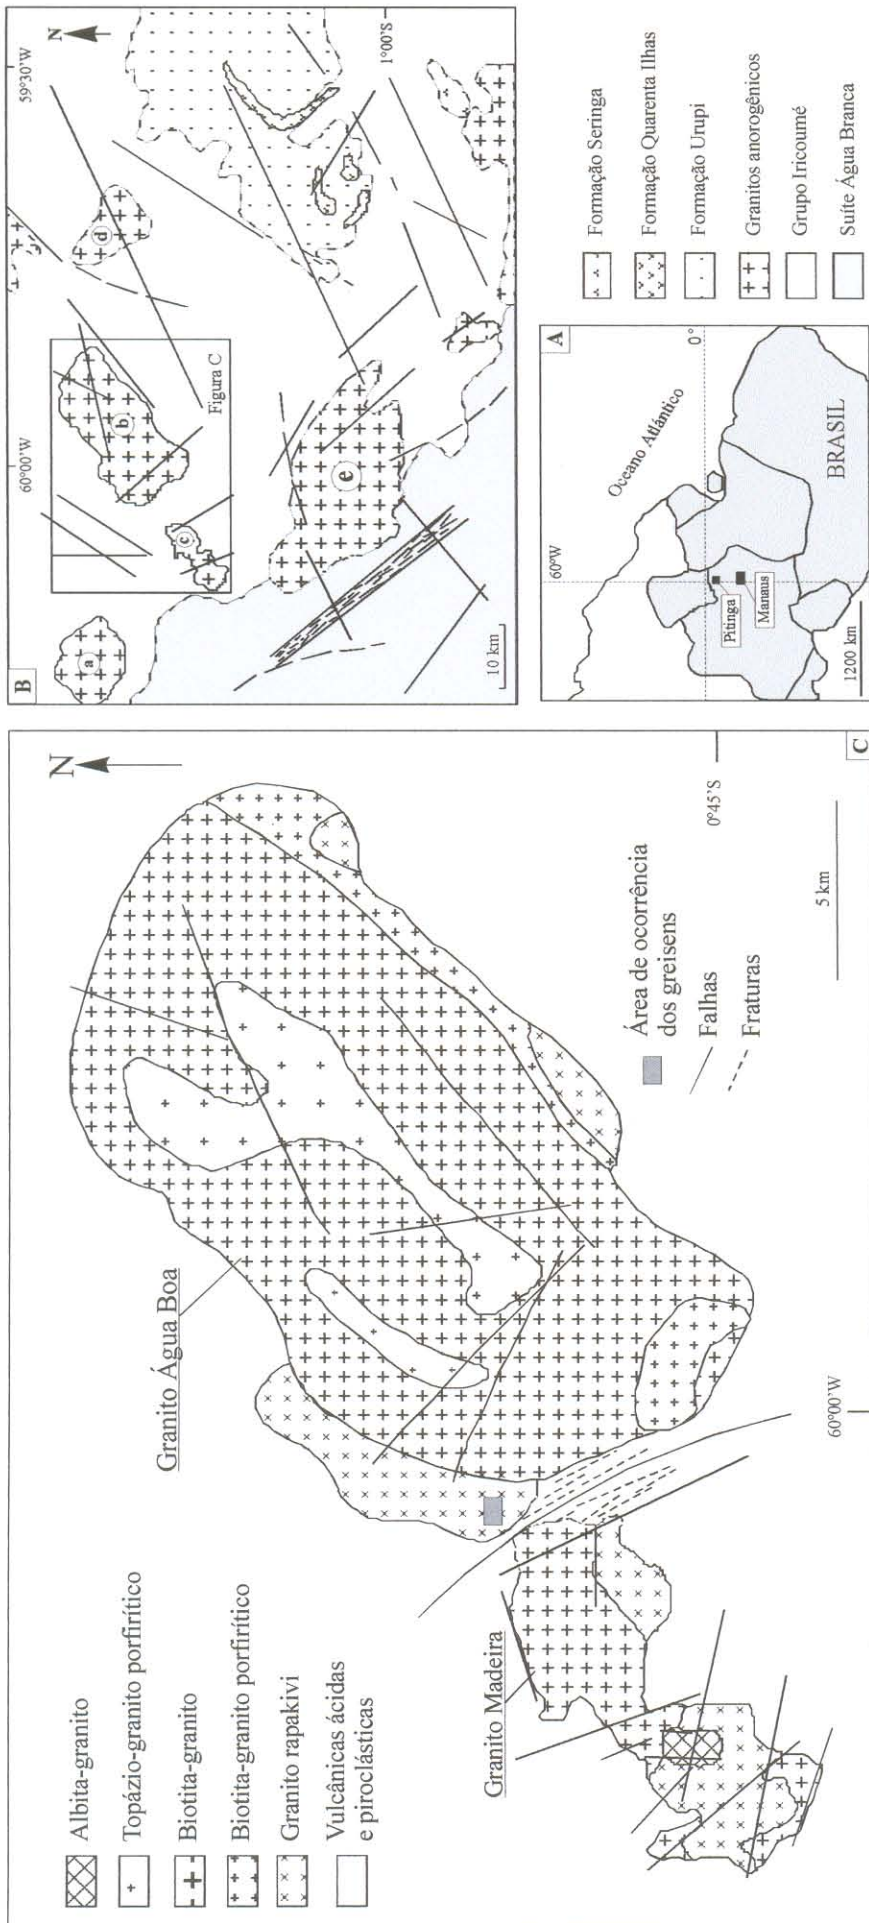 N
Granito Água Boa
Granito Madeira
Albita-granito
Topázio-granito porfirítico
Biotita-granito
Biotita-granito porfirítico
Granito rapakivi
Vulcânicas ácidas
e piroclásticas
Área de ocorrência
dos greisens
Falhas
Fraturas
0°45'S
60°00'W
5 km
C
B
N
60°00'W
59°30'W
1°00'S
a
b
c
d
e
Figura C
10 km
A
Oceano Atlántico
0°
60°W
BRASIL
Pitinga
Manaus
1200 km
Formação Seringa
Formação Quarenta Ilhas
Formação Urupi
Granitos anorogênicos
Grupo Iricoumé
Suíte Água Branca